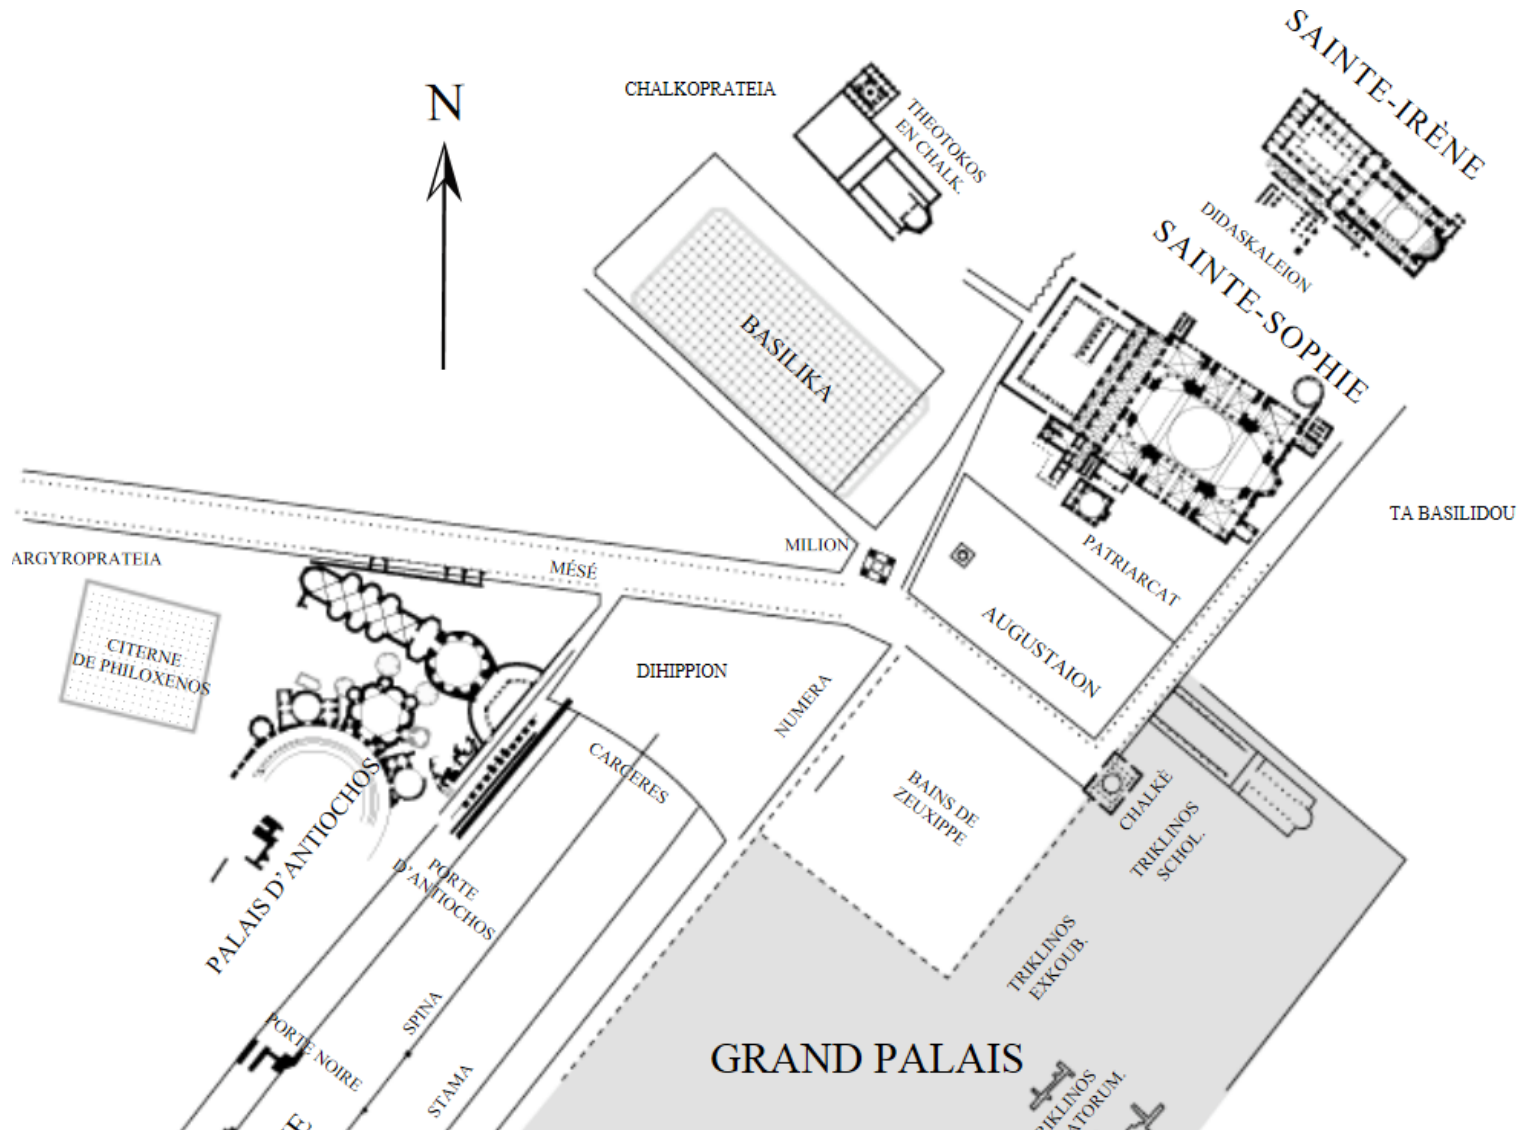 SAINTE-IRÈNE
N
CHALKOPRATEIA
THEOTOKOS
EN CHALK.
DIDASKALEION
SAINTE-SOPHIE
BASILIKA
TA BASILIDOU
MILION
ARGYROPRATEIA
MÉSÉ
PATRIARCAT
AUGUSTAION
CITERNE
DE PHILOXENOS
DIHIPPION
NUMERA
CARCERES
BAINS DE
ZEUXIPPE
CHALKÈ
TRIKLINOS
SCHOL.
PALAIS D'ANTIOCHOS
PORTE
D'ANTIOCHOS
TRIKLINOS
EXKOUB.
SPINA
PORTE NOIRE
GRAND PALAIS
STAMA